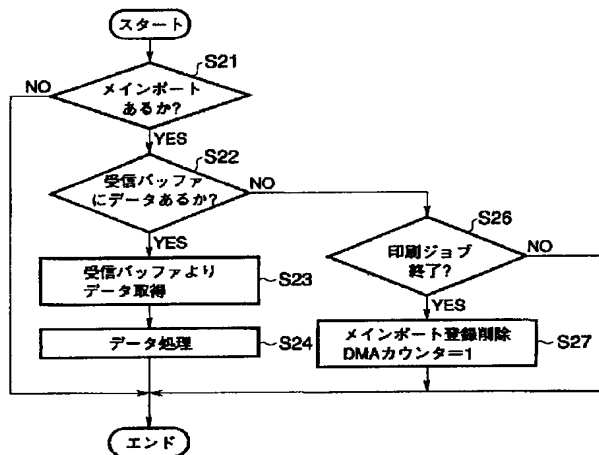 スタート
S21
メインポート
あるか?
NO
YES
S22
受信バッファ
にデータあるか?
NO
YES
S26
印刷ジョブ
終了?
NO
YES
受信バッファより
データ取得
S23
メインポート登録削除
DMAカウンタ=1
S27
データ処理
S24
エンド